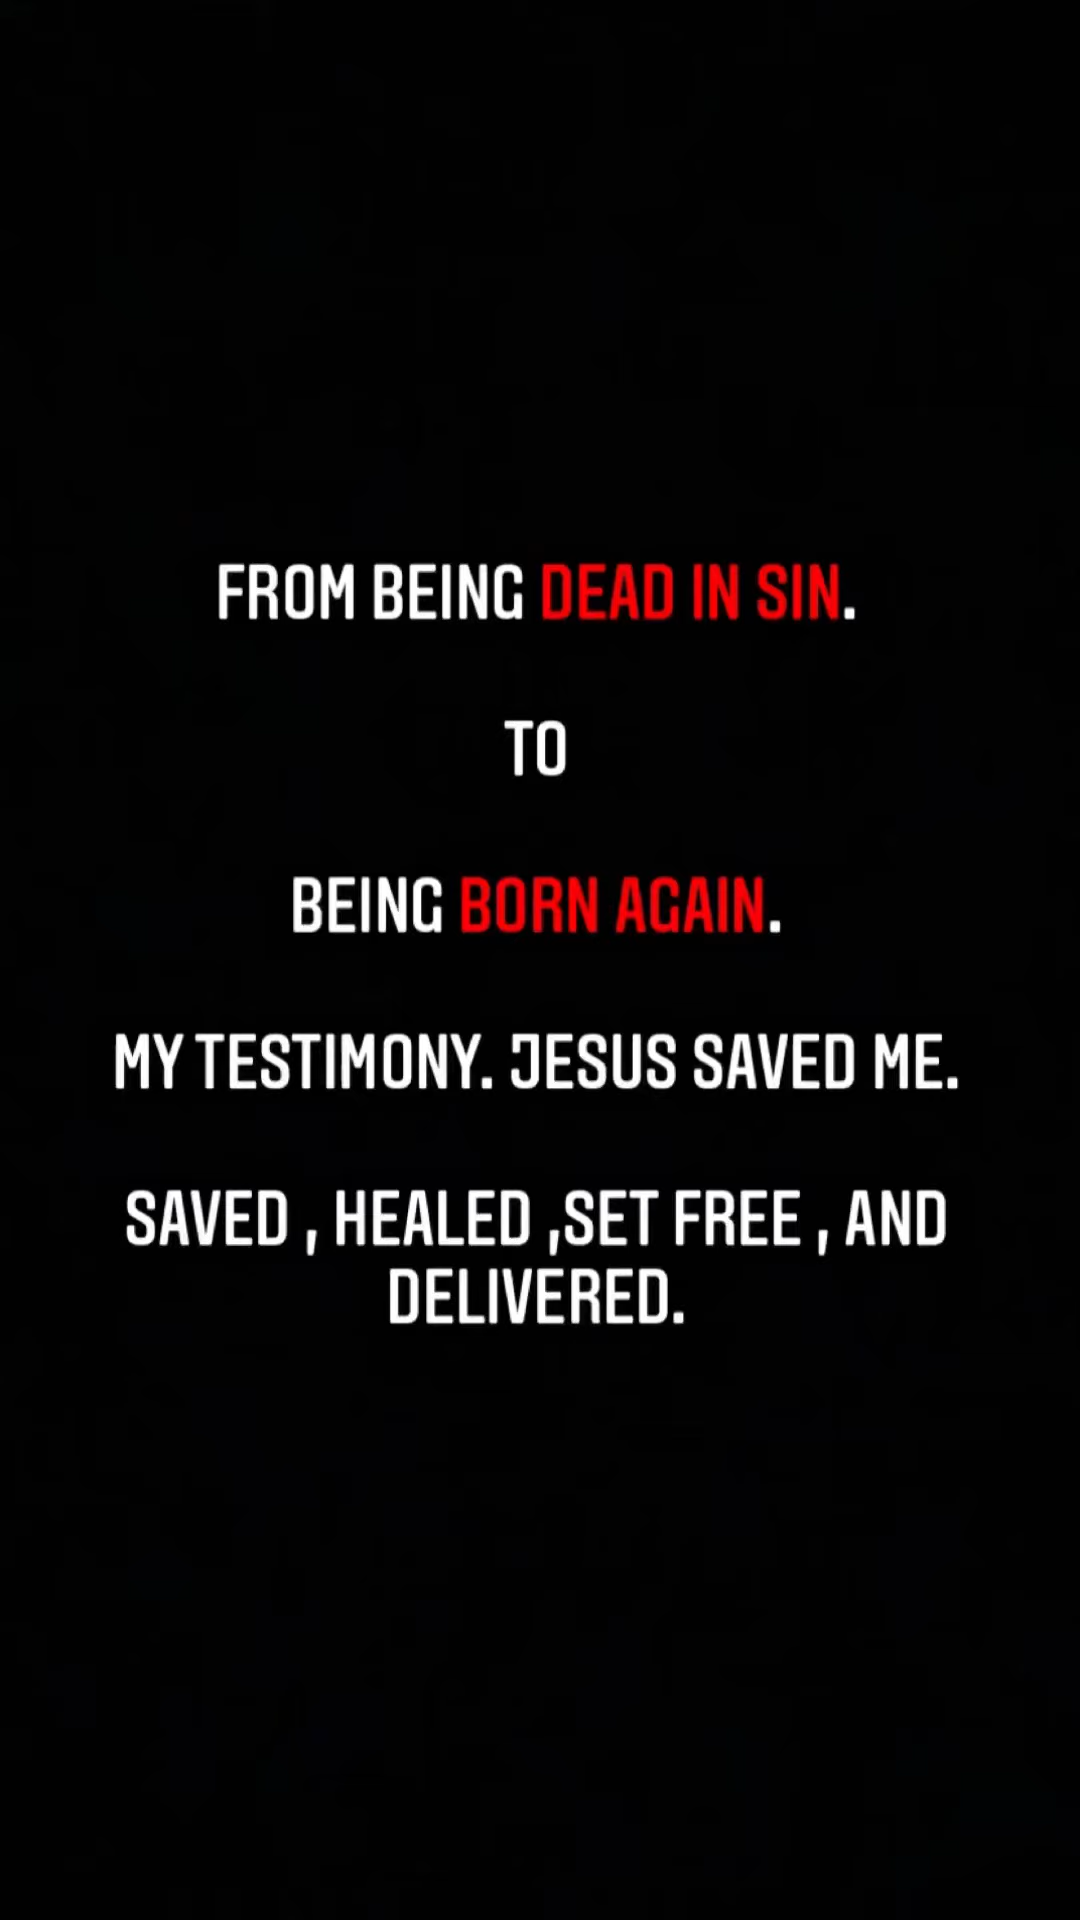 FROM BEING DEAD IN SIN.
TO
BEING BORN AGAIN.
MY TESTIMONY. JESUS SAVED ME.
SAVED , HEALED ,SET FREE , AND
DELIVERED.